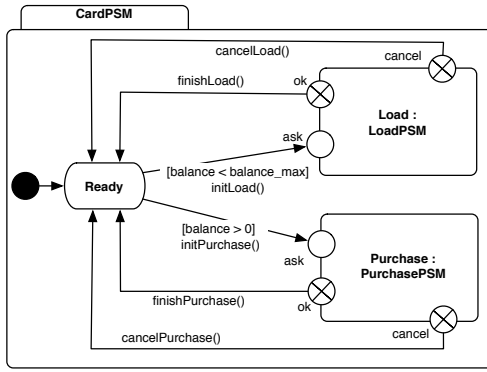 CardPSM
cancelLoad()
cancel
finishLoad()
ok
Load :
LoadPSM
ask
[balance < balance_max]
initLoad()
Ready
[balance > 0]
initPurchase()
ask
Purchase :
PurchasePSM
finishPurchase()
ok
cancel
cancelPurchase()